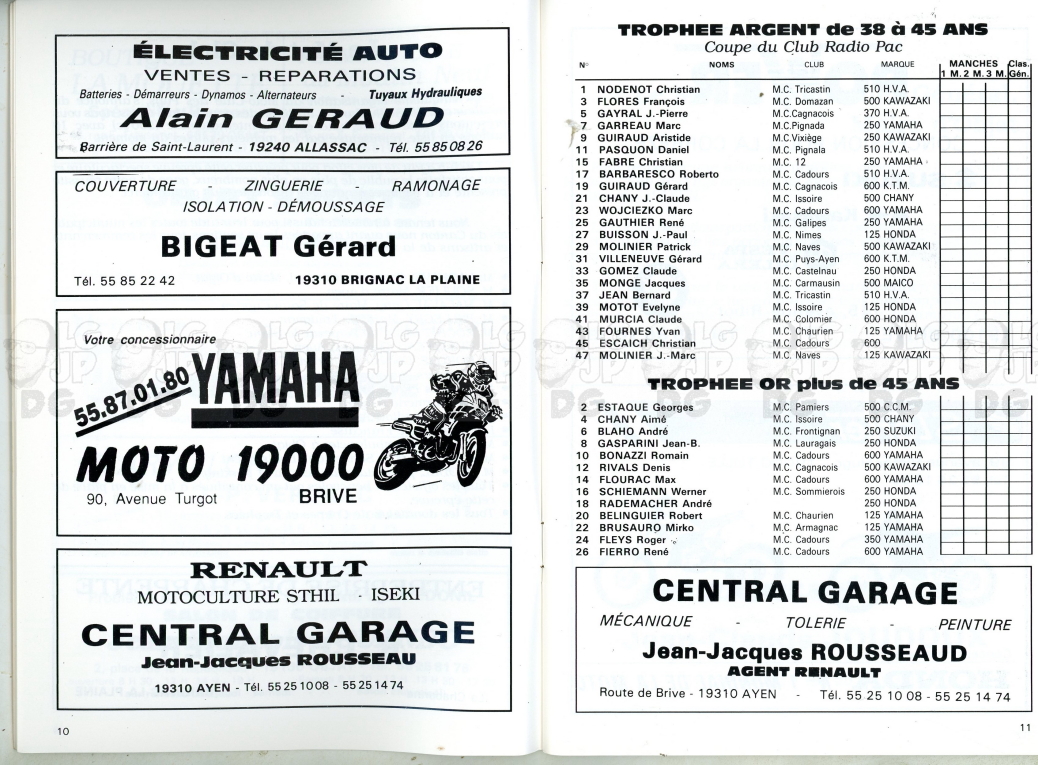 ÉLECTRICITÉ AUTO
VENTES - REPARATIONS
Batteries - Démarreurs - Dynamos - Alternateurs - Tuyaux Hydrauliques
Alain GERAUD
Barrière de Saint-Laurent - 19240 ALLASSAC - Tél. 55 85 08 26
COUVERTURE - ZINGUERIE - RAMONAGE
ISOLATION - DÉMOUSSAGE
BIGEAT Gérard
Tél. 55 85 22 42 19310 BRIGNAC LA PLAINE
Votre concessionnaire
55.87.01.80 YAMAHA
MOTO 19000
90, Avenue Turgot BRIVE
RENAULT
MOTOCULTURE STHIL - ISEKI
CENTRAL GARAGE
Jean-Jacques ROUSSEAU
19310 AYEN - Tél. 55 25 10 08 - 55 25 14 74
10
TROPHEE ARGENT de 38 à 45 ANS
Coupe du Club Radio Pac
N° NOMS CLUB MARQUE MANCHES Clas.
1 M. 2 M. 3 M. Gén.
1 NODENOT Christian M.C. Tricastin 510 H.V.A.
3 FLORES François M.C. Domazan 500 KAWAZAKI
5 GAYRAL J.-Pierre M.C.Cagnacois 370 H.V.A.
7 GARREAU Marc M.C.Pignada 250 YAMAHA
9 GUIRAUD Aristide M.C.Vixiège 250 KAWAZAKI
11 PASQUON Daniel M.C. Pignala 510 H.V.A.
15 FABRE Christian M.C. 12 250 YAMAHA
17 BARBARESCO Roberto M.C. Cadours 510 H.V.A.
19 GUIRAUD Gérard M.C. Cagnacois 600 K.T.M.
21 CHANY J.-Claude M.C. Issoire 500 CHANY
23 WOJCIEZKO Marc M.C. Cadours 600 YAMAHA
25 GAUTHIER René M.C. Galipes 250 YAMAHA
27 BUISSON J.-Paul M.C. Nimes 125 HONDA
29 MOLINIER Patrick M.C. Naves 500 KAWAZAKI
31 VILLENEUVE Gérard M.C. Puys-Ayen 600 K.T.M.
33 GOMEZ Claude M.C. Castelnau 250 HONDA
35 MONGE Jacques M.C. Carmausin 500 MAICO
37 JEAN Bernard M.C. Tricastin 510 H.V.A.
39 MOTOT Evelyne M.C. Issoire 125 HONDA
41 MURCIA Claude M.C. Colomier 600 HONDA
43 FOURNES Yvan M.C. Chaurien 125 YAMAHA
45 ESCAICH Christian M.C. Cadours 600
47 MOLINIER J.-Marc M.C. Naves 125 KAWAZAKI
TROPHEE OR plus de 45 ANS
2 ESTAQUE Georges M.C. Pamiers 500 C.C.M.
4 CHANY Aimé M.C. Issoire 500 CHANY
6 BLAHO André M.C. Frontignan 250 SUZUKI
8 GASPARINI Jean-B. M.C. Lauragais 250 HONDA
10 BONAZZI Romain M.C. Cadours 600 YAMAHA
12 RIVALS Denis M.C. Cagnacois 500 KAWAZAKI
14 FLOURAC Max M.C. Cadours 600 YAMAHA
16 SCHIEMANN Werner M.C. Sommierois 250 HONDA
18 RADEMACHER André 250 HONDA
20 BELINGUIER Robert M.C. Chaurien 125 YAMAHA
22 BRUSAURO Mirko M.C. Armagnac 125 YAMAHA
24 FLEYS Roger M.C. Cadours 350 YAMAHA
26 FIERRO René M.C. Cadours 600 YAMAHA
CENTRAL GARAGE
MÉCANIQUE - TOLERIE - PEINTURE
Jean-Jacques ROUSSEAUD
AGENT RENAULT
Route de Brive - 19310 AYEN - Tél. 55 25 10 08 - 55 25 14 74
11